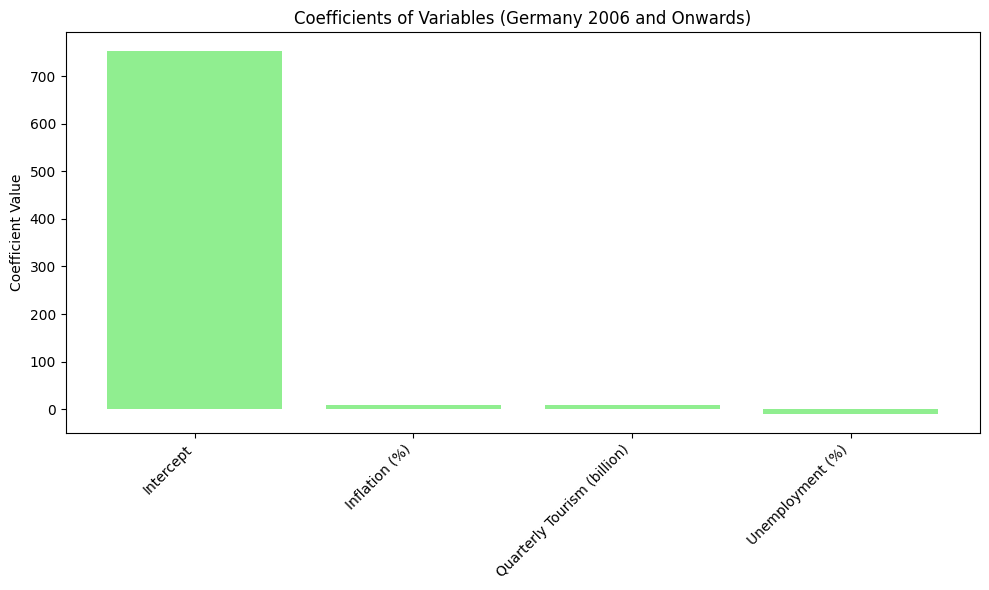 Coefficients of Variables (Germany 2006 and Onwards)
Coefficient Value
700
600
500
400
300
200
100
0
Intercept
Inflation (%)
Quarterly Tourism (billion)
Unemployment (%)